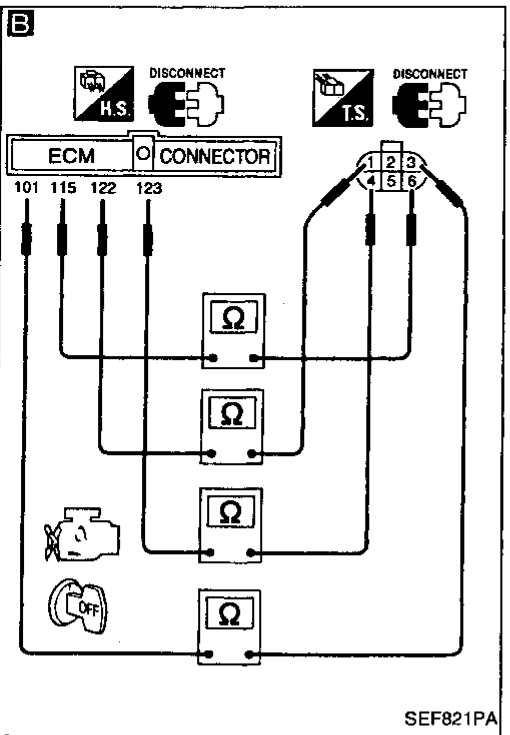 B
DISCONNECT
H.S.
DISCONNECT
T.S.
ECM CONNECTOR
101 115 122 123
1 2 3
4 5 6
Ω
Ω
Ω
Ω
OFF
SEF821PA